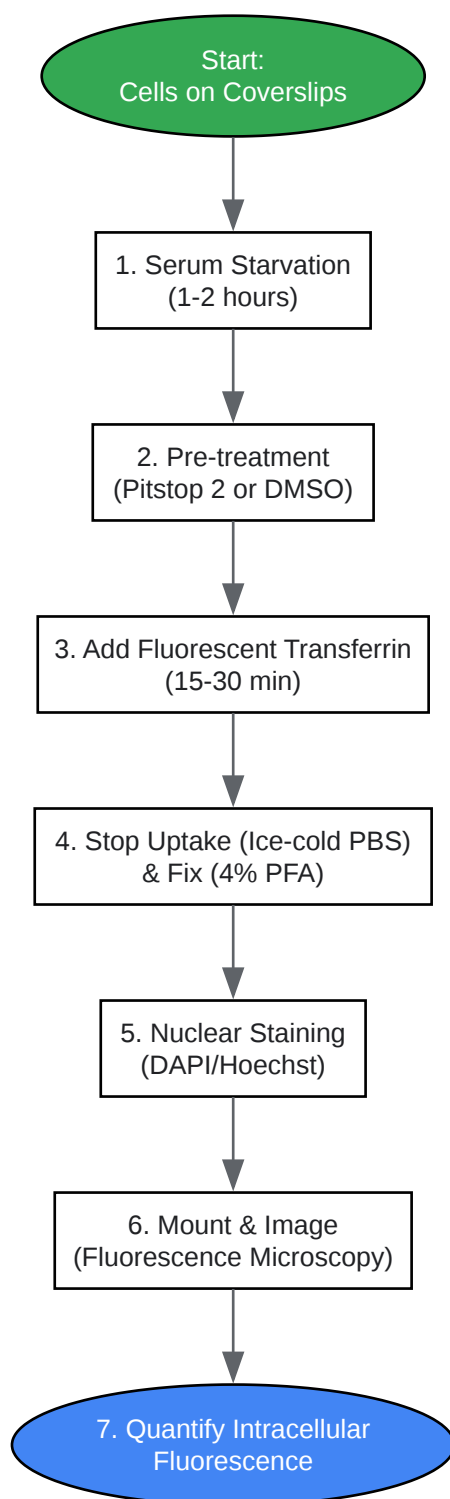 Start:
Cells on Coverslips
1. Serum Starvation
(1-2 hours)
2. Pre-treatment
(Pitstop 2 or DMSO)
3. Add Fluorescent Transferrin
(15-30 min)
4. Stop Uptake (Ice-cold PBS)
& Fix (4% PFA)
5. Nuclear Staining
(DAPI/Hoechst)
6. Mount & Image
(Fluorescence Microscopy)
7. Quantify Intracellular
Fluorescence